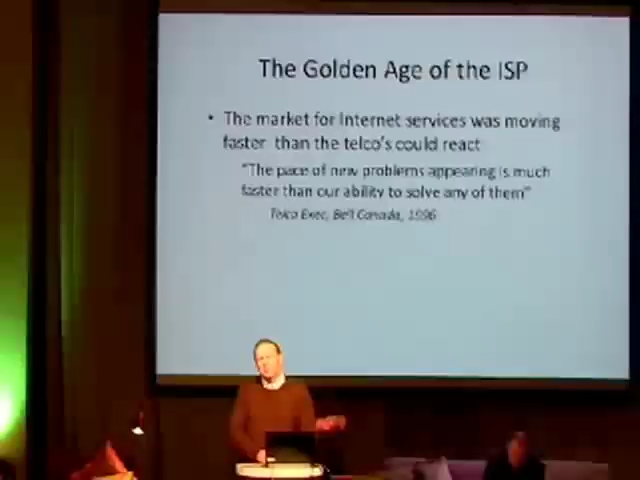 The Golden Age of the ISP
• The market for Internet services was moving
faster than the telco's could react
"The pace of new problems appearing is much
faster than our ability to solve any of them"
Telco Exec, Bell Canada, 1996